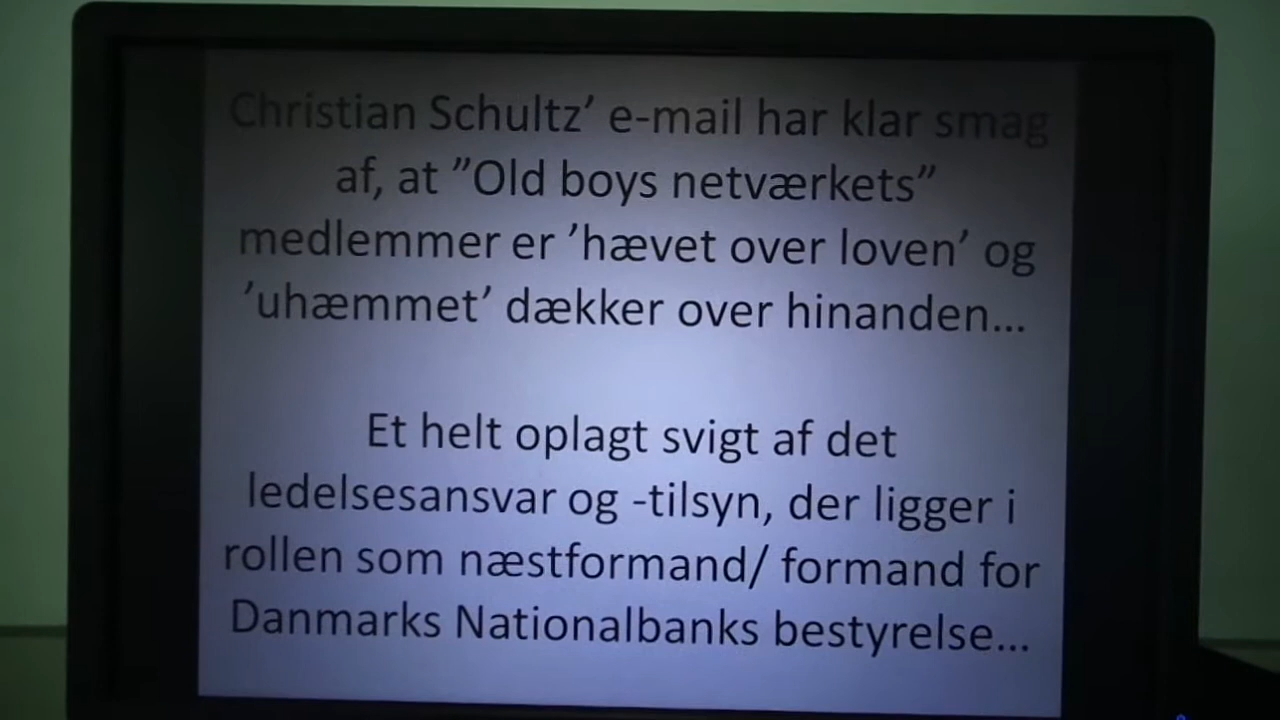 Christian Schultz’ e-mail har klar smag
af, at ”Old boys netværkets”
medlemmer er ’hævet over loven’ og
’uhæmmet’ dækker over hinanden...
Et helt oplagt svigt af det
ledelsesansvar og -tilsyn, der ligger i
rollen som næstformand/ formand for
Danmarks Nationalbanks bestyrelse...